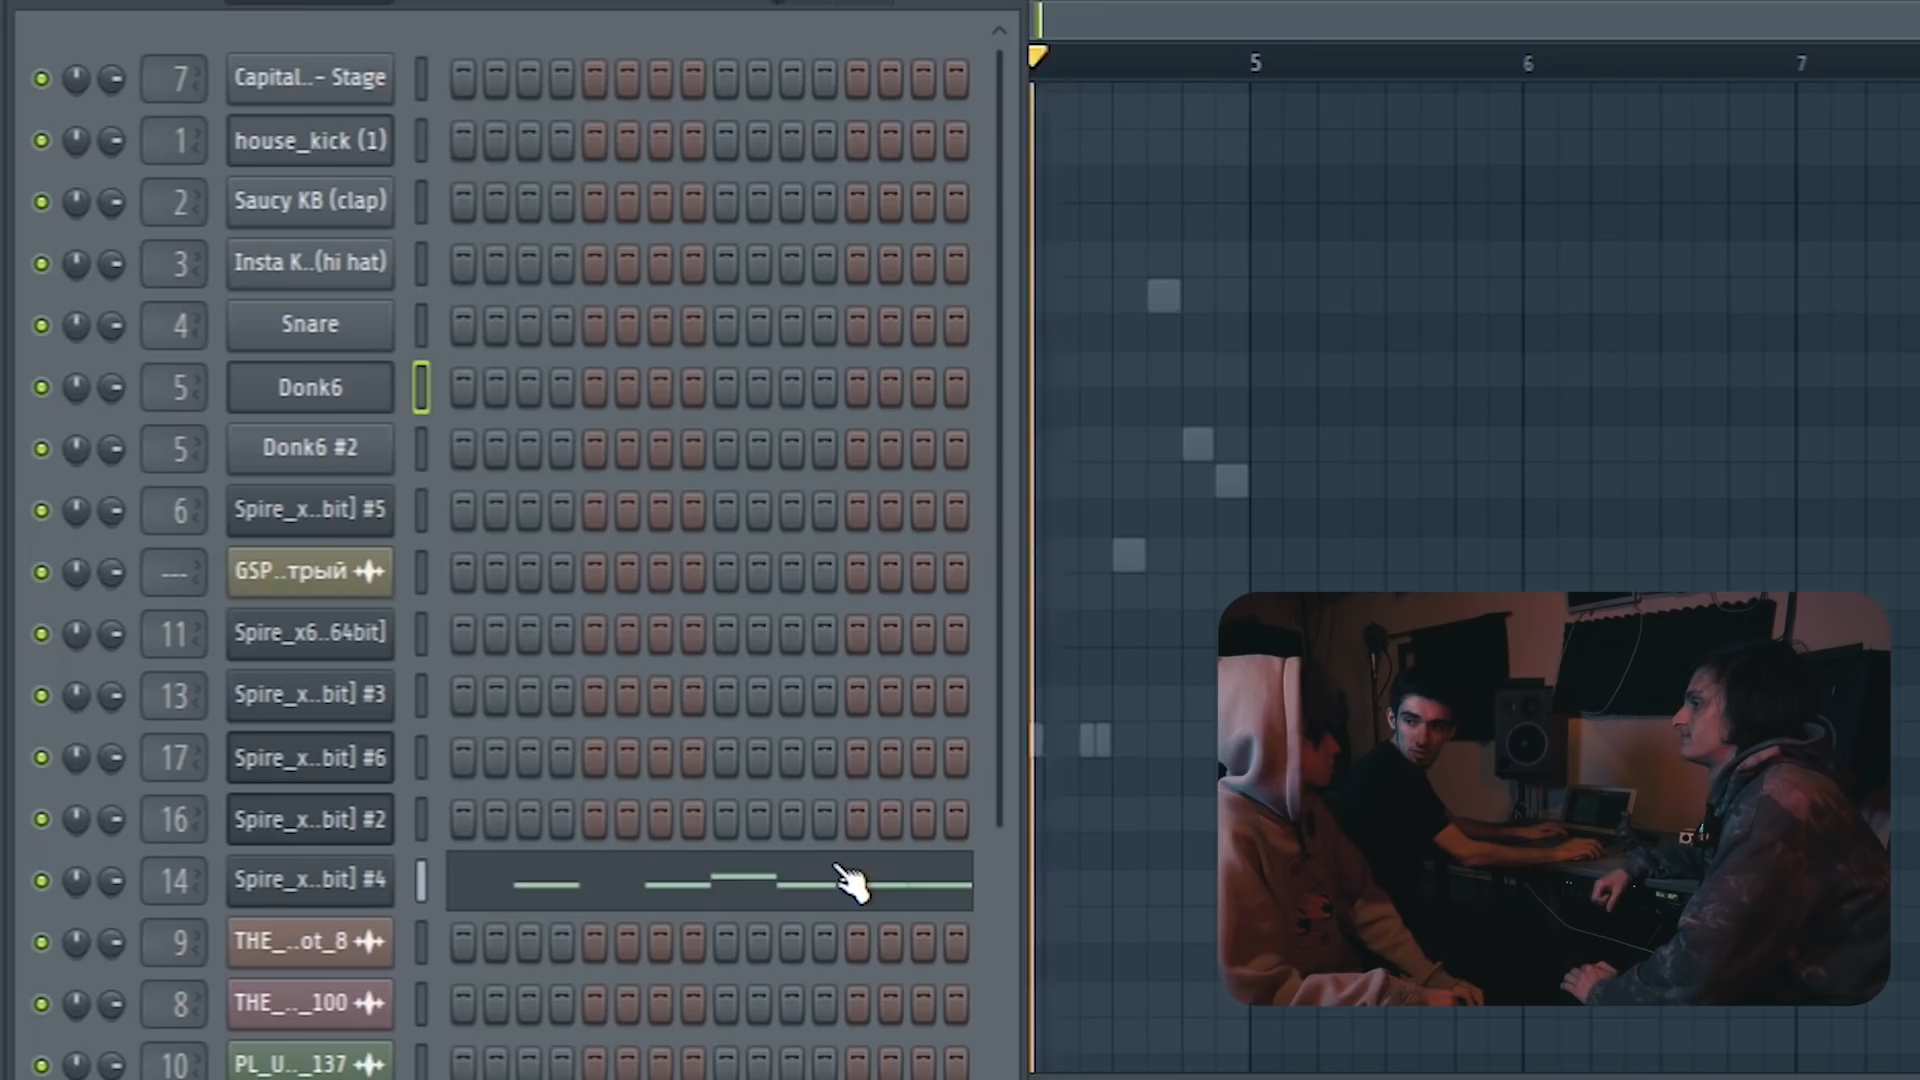 5 6 7
7 Capital..- Stage
1 house_kick (1)
2 Saucy KB (clap)
3 Insta K..(hi hat)
4 Snare
5 Donk6
5 Donk6 #2
6 Spire_x..bit] #5
--- GSP..трый
11 Spire_x6..64bit]
13 Spire_x..bit] #3
17 Spire_x..bit] #6
16 Spire_x..bit] #2
14 Spire_x..bit] #4
9 THE_..ot_8
8 THE_.._100
10 PL_U.._137